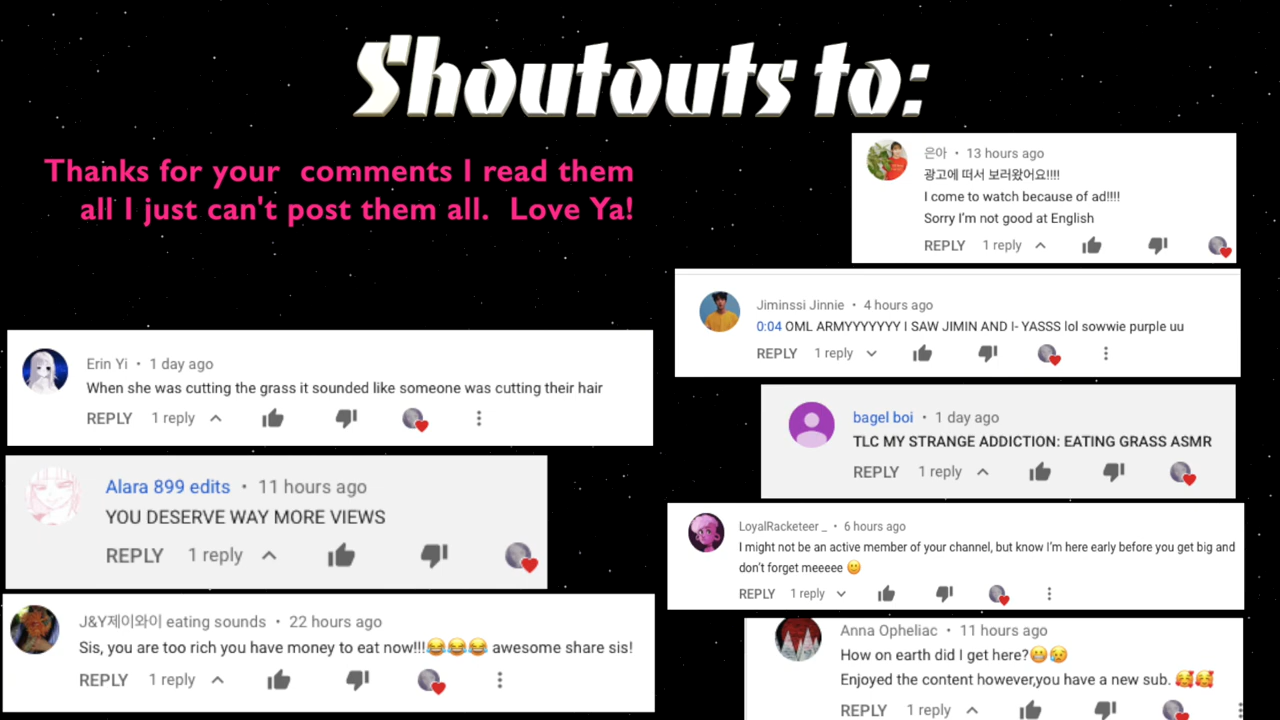 Shoutouts to:
Thanks for your comments I read them
all I just can't post them all. Love Ya!
은아 • 13 hours ago
광고에 떠서 보러왔어요!!!!
I come to watch because of ad!!!!
Sorry I'm not good at English
REPLY 1 reply
Jiminssi Jinnie • 4 hours ago
0:04 OML ARMYYYYYYY I SAW JIMIN AND I- YASSS lol sowwie purple uu
REPLY 1 reply
Erin Yi • 1 day ago
When she was cutting the grass it sounded like someone was cutting their hair
REPLY 1 reply
bagel boi • 1 day ago
TLC MY STRANGE ADDICTION: EATING GRASS ASMR
REPLY 1 reply
Alara 899 edits • 11 hours ago
YOU DESERVE WAY MORE VIEWS
REPLY 1 reply
LoyalRacketeer _ • 6 hours ago
I might not be an active member of your channel, but know I'm here early before you get big and
don't forget meeeee 🙂
REPLY 1 reply
J&Y제이와이 eating sounds • 22 hours ago
Sis, you are too rich you have money to eat now!!!😂😂😂 awesome share sis!
REPLY 1 reply
Anna Opheliac • 11 hours ago
How on earth did I get here?😬😥
Enjoyed the content however,you have a new sub. 🥰🥰
REPLY 1 reply